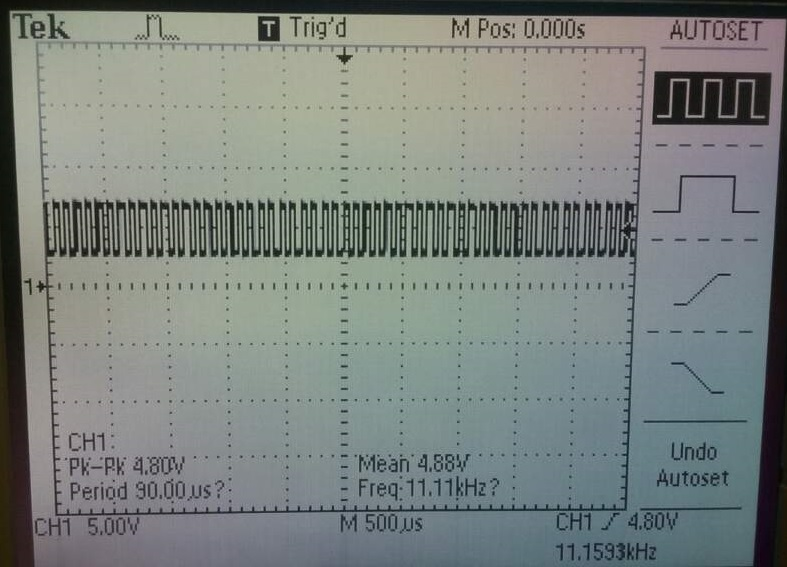 Tek T Trig'd M Pos: 0.000s AUTOSET
1
CH1:
Pk-Pk 4.80V Mean 4.88V
Period 90.00µs? Freq 11.11kHz?
Undo
Autoset
CH1 5.00V M 500µs CH1 4.80V
11.1593kHz